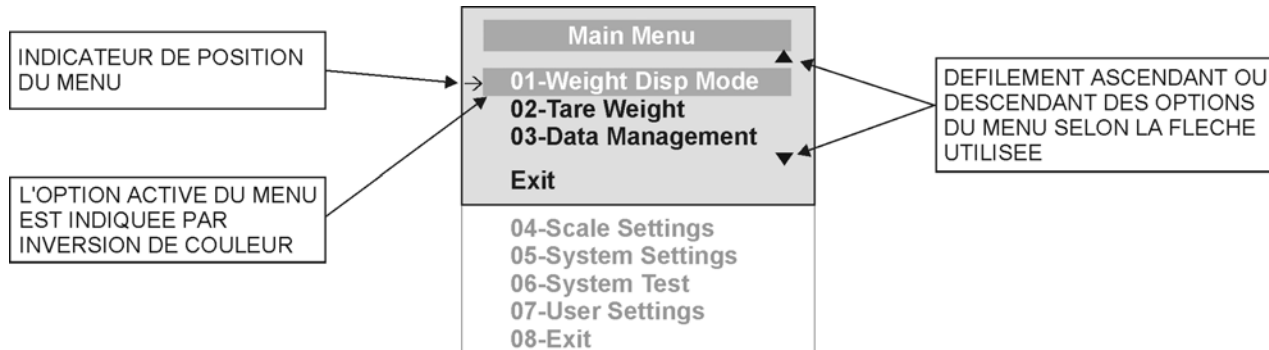 INDICATEUR DE POSITION
DU MENU
L'OPTION ACTIVE DU MENU
EST INDIQUEE PAR
INVERSION DE COULEUR
Main Menu
01-Weight Disp Mode
02-Tare Weight
03-Data Management
Exit
04-Scale Settings
05-System Settings
06-System Test
07-User Settings
08-Exit
DEFILEMENT ASCENDANT OU
DESCENDANT DES OPTIONS
DU MENU SELON LA FLECHE
UTILISEE